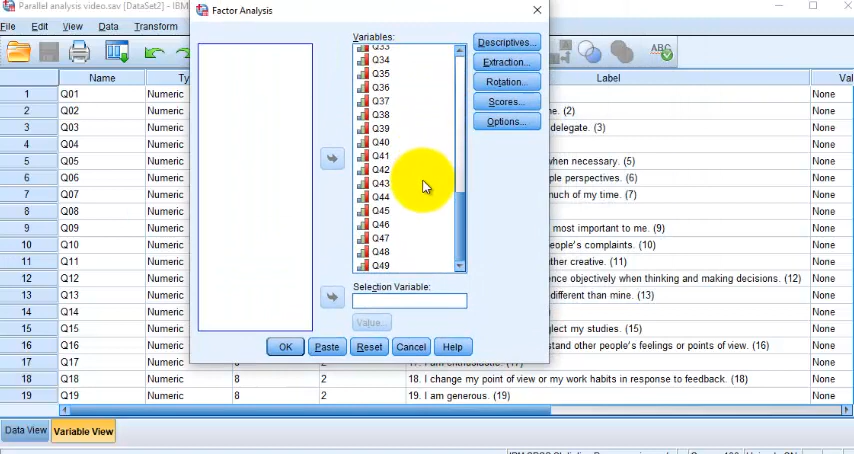 Parallel analysis video.sav [DataSet2] - IBM
Factor Analysis
File Edit View Data Transform
Variables:
Q33
Q34
Q35
Q36
Q37
Q38
Q39
Q40
Q41
Q42
Q43
Q44
Q45
Q46
Q47
Q48
Q49
Descriptives...
Extraction...
Rotation...
Scores...
Options...
Selection Variable:
Value...
OK Paste Reset Cancel Help
ABC
Name Ty Label Val
1 Q01 Numeric None
2 Q02 Numeric ne. (2) None
3 Q03 Numeric delegate. (3) None
4 Q04 Numeric None
5 Q05 Numeric when necessary. (5) None
6 Q06 Numeric ple perspectives. (6) None
7 Q07 Numeric much of my time. (7) None
8 Q08 Numeric None
9 Q09 Numeric most important to me. (9) None
10 Q10 Numeric eople's complaints. (10) None
11 Q11 Numeric ther creative. (11) None
12 Q12 Numeric ence objectively when thinking and making decisions. (12) None
13 Q13 Numeric different than mine. (13) None
14 Q14 Numeric None
15 Q15 Numeric glect my studies. (15) None
16 Q16 Numeric stand other people's feelings or points of view. (16) None
17 Q17 Numeric 8 2 17. I am enthusiastic. (17) None
18 Q18 Numeric 8 2 18. I change my point of view or my work habits in response to feedback. (18) None
19 Q19 Numeric 8 2 19. I am generous. (19) None
Data View Variable View